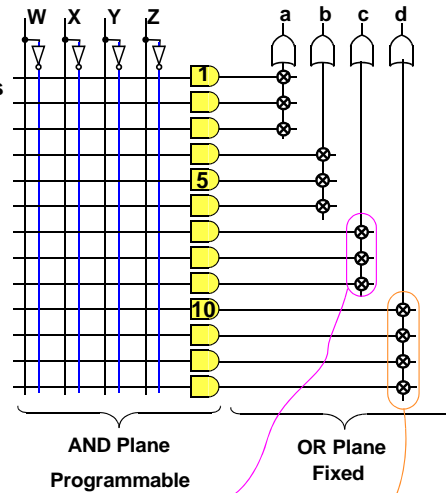 W X Y Z a b c d
1
s
5
10
AND Plane
OR Plane
Programmable
Fixed